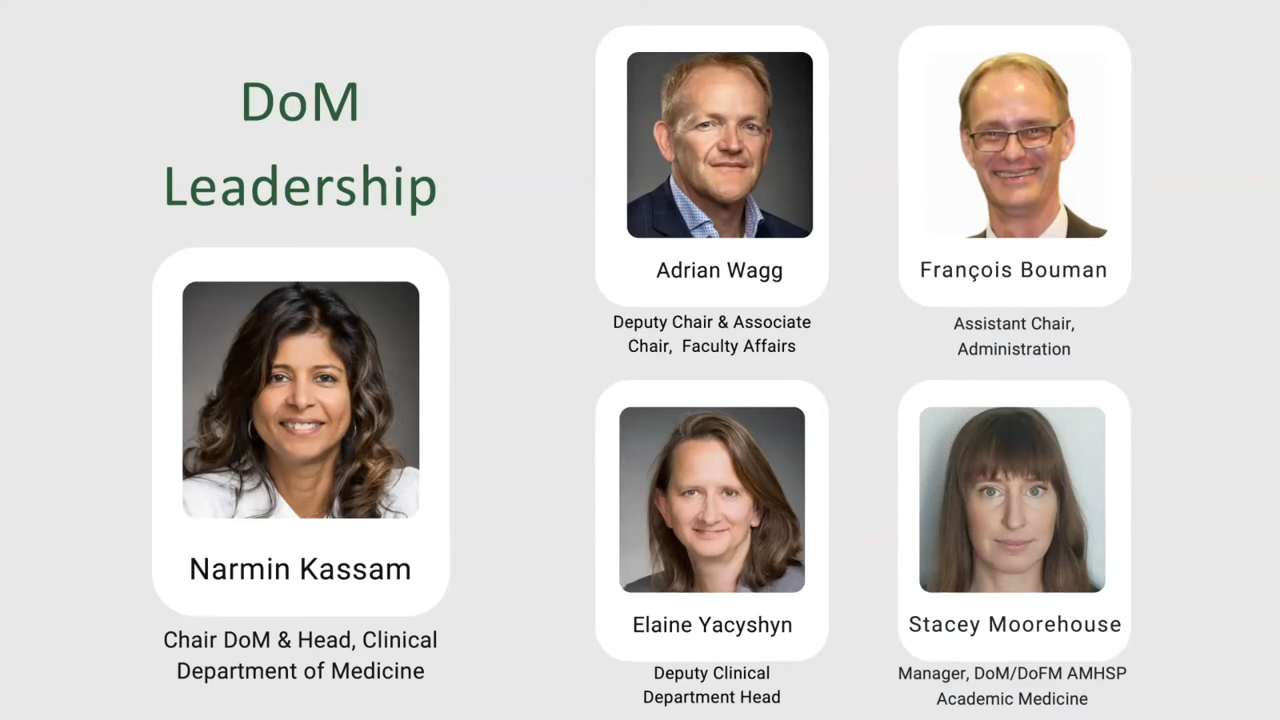 DoM
Leadership
Narmin Kassam
Chair DoM & Head, Clinical
Department of Medicine
Adrian Wagg
Deputy Chair & Associate
Chair, Faculty Affairs
François Bouman
Assistant Chair,
Administration
Elaine Yacyshyn
Deputy Clinical
Department Head
Stacey Moorehouse
Manager, DoM/DoFM AMHSP
Academic Medicine